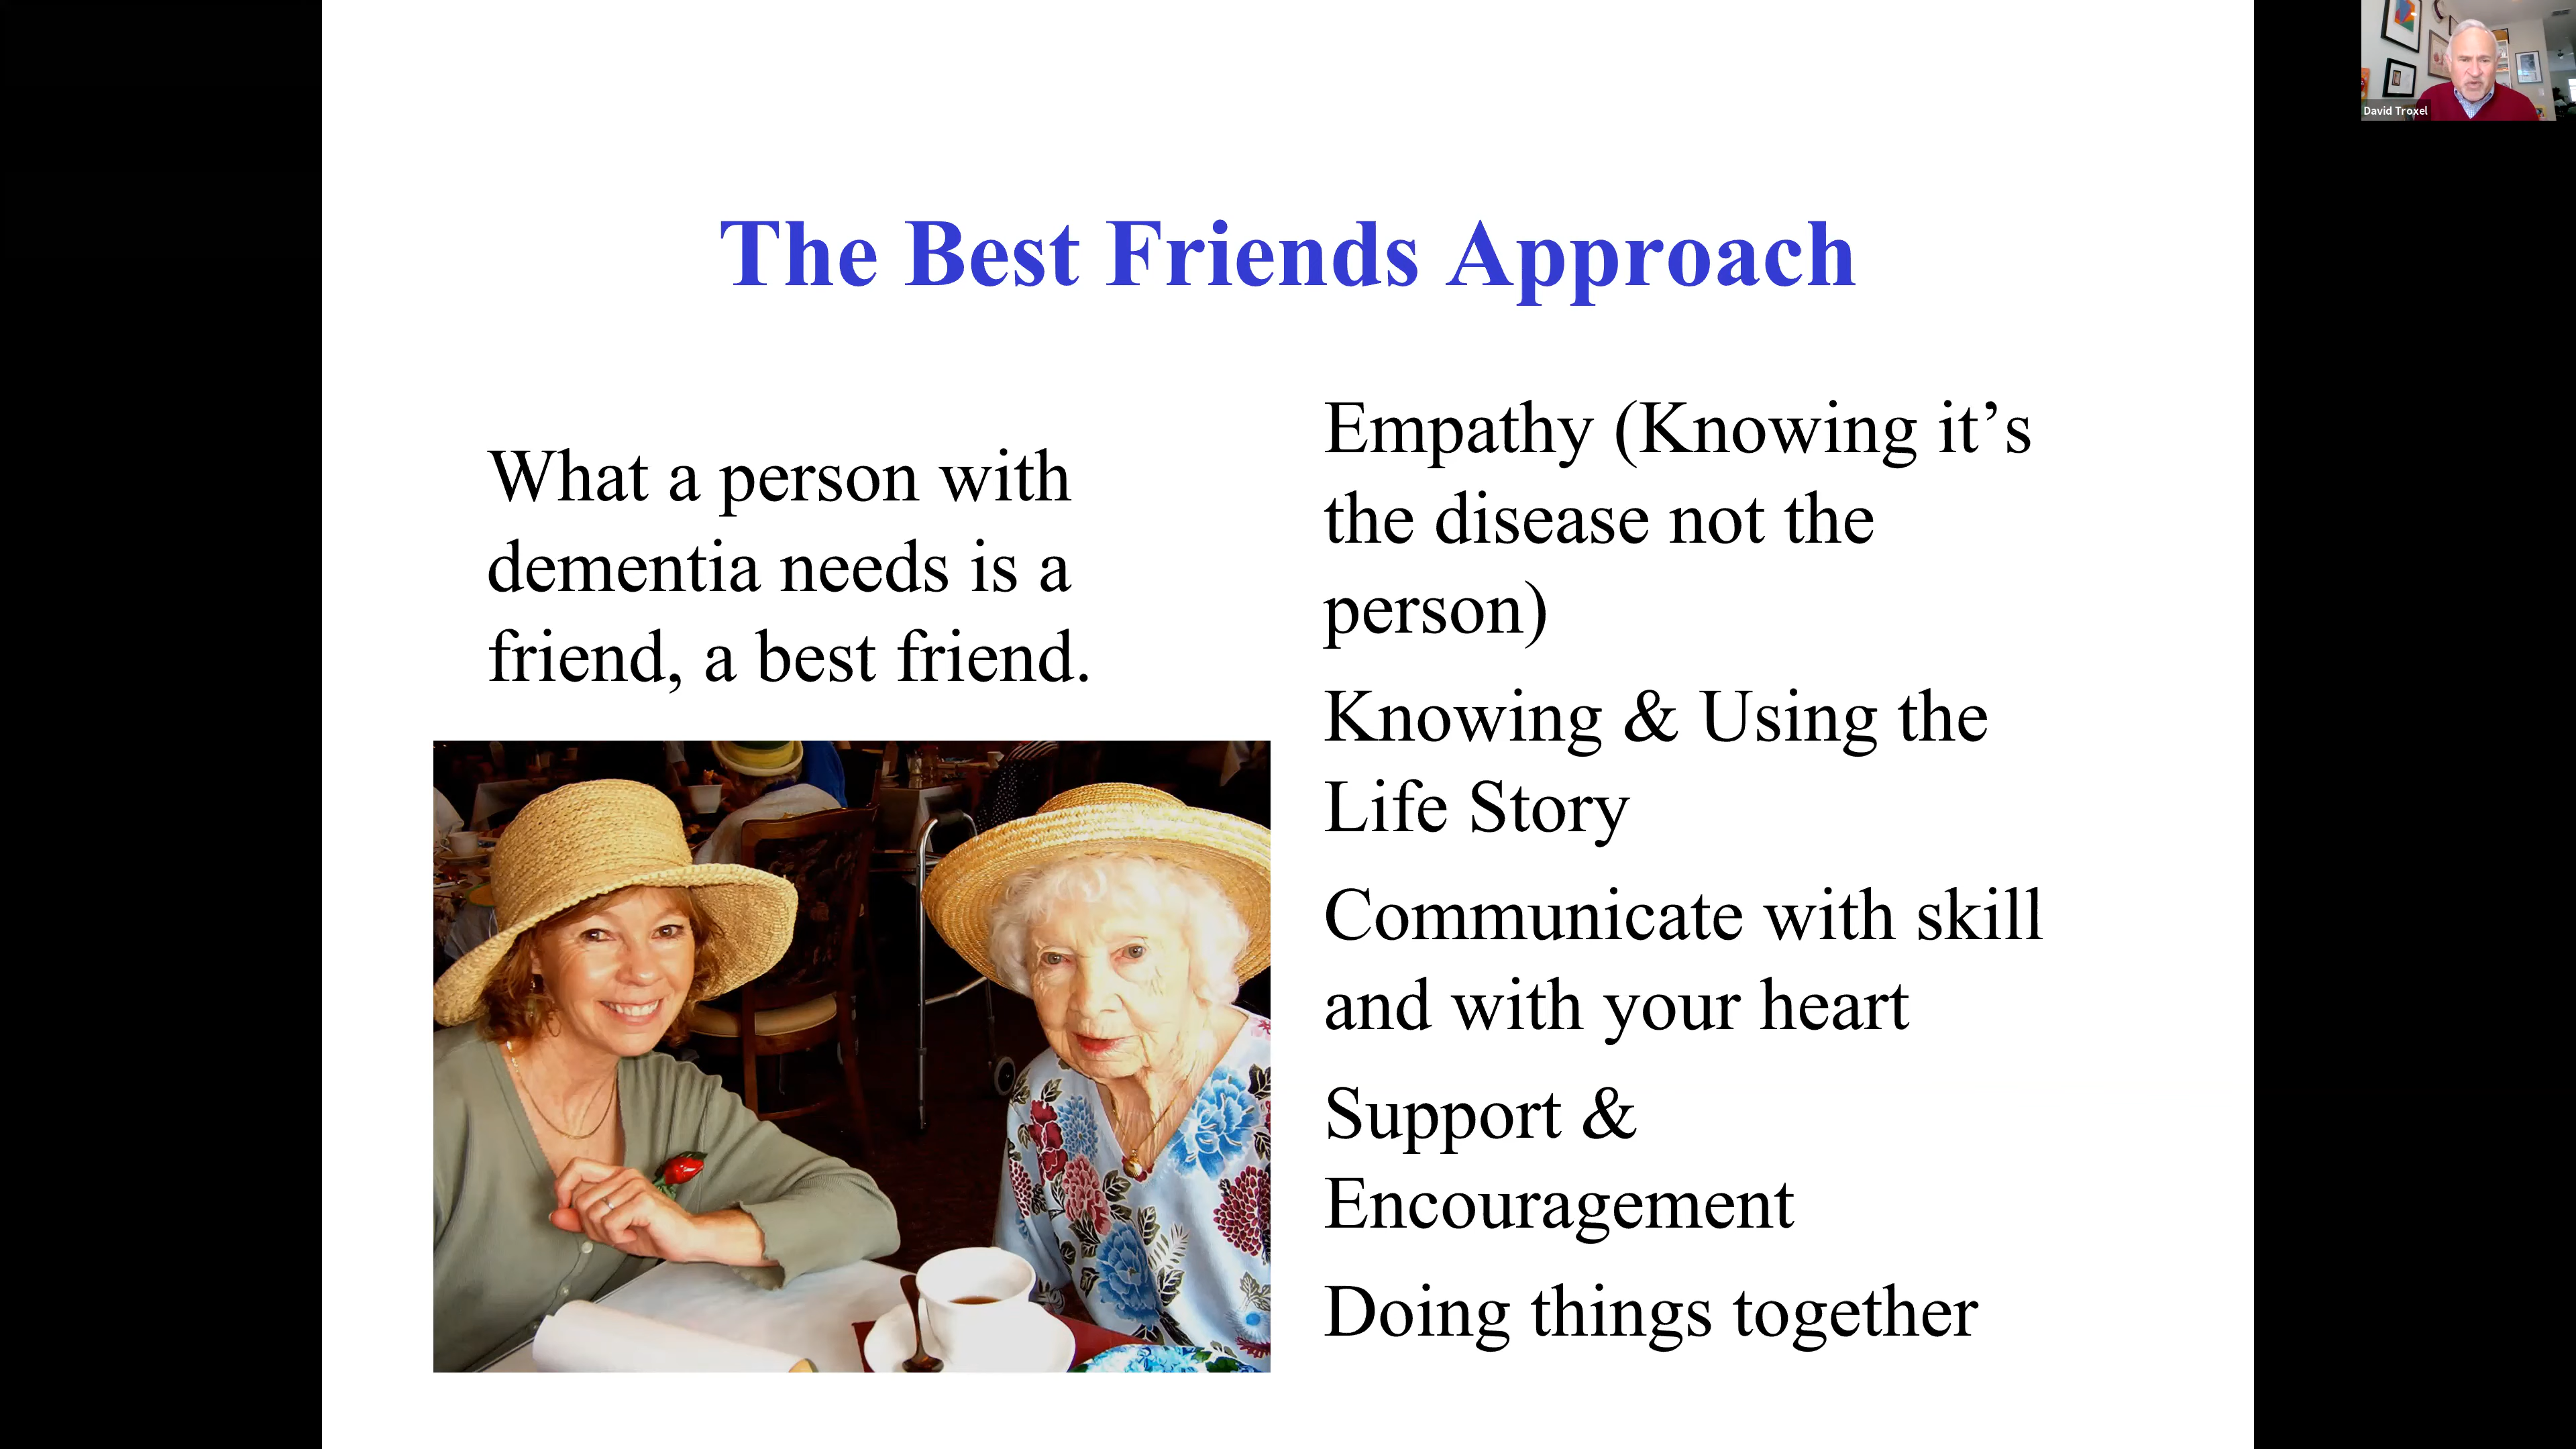 David Troxel
The Best Friends Approach
What a person with
dementia needs is a
friend, a best friend.
Empathy (Knowing it’s
the disease not the
person)
Knowing & Using the
Life Story
Communicate with skill
and with your heart
Support &
Encouragement
Doing things together